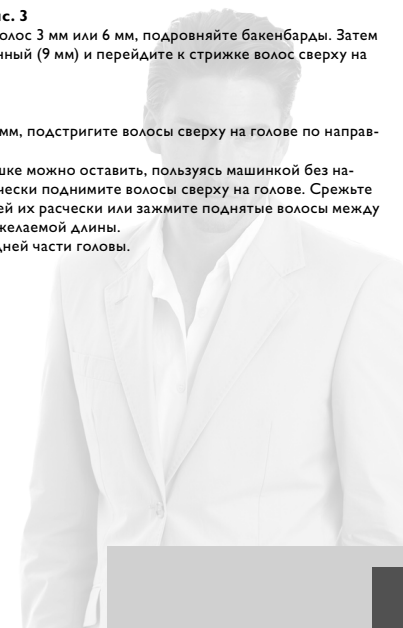 с. 3
олос 3 мм или 6 мм, подровняйте бакенбарды. Затем
нный (9 мм) и перейдите к стрижке волос сверху на
мм, подстригите волосы сверху на голове по направ-
шке можно оставить, пользуясь машинкой без на-
чески поднимите волосы сверху на голове. Срежьте
ей их расчески или зажмите поднятые волосы между
желаемой длины.
дней части головы.